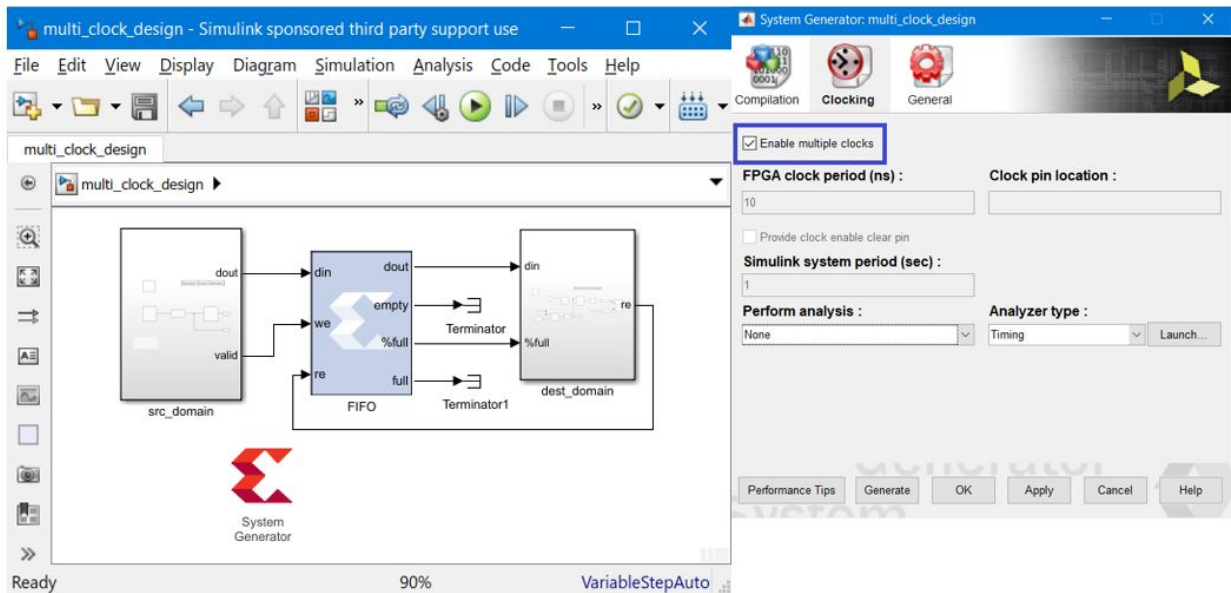 multi_clock_design - Simulink sponsored third party support use
File Edit View Display Diagram Simulation Analysis Code Tools Help
multi_clock_design
multi_clock_design
dout
valid
src_domain
din
we
re
dout
empty
%full
full
FIFO
Terminator
Terminator1
din
%full
re
dest_domain
System
Generator
Ready
90%
VariableStepAuto
System Generator: multi_clock_design
Compilation
Clocking
General
Enable multiple clocks
FPGA clock period (ns) :
Clock pin location :
10
Provide clock enable clear pin
Simulink system period (sec) :
1
Perform analysis :
Analyzer type :
None
Timing
Launch...
Performance Tips
Generate
OK
Apply
Cancel
Help